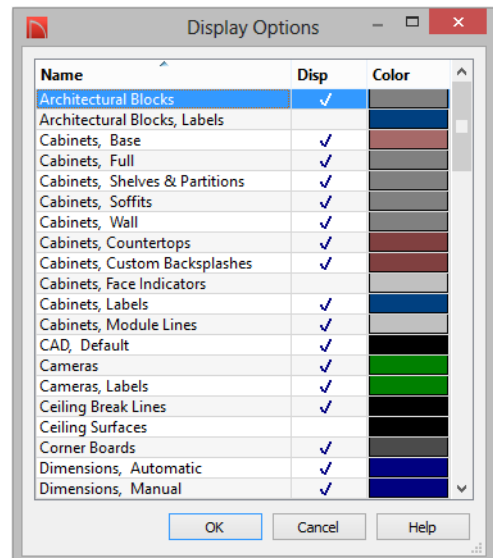 Display Options
Name Disp Color
Architectural Blocks
Architectural Blocks, Labels
Cabinets, Base
Cabinets, Full
Cabinets, Shelves & Partitions
Cabinets, Soffits
Cabinets, Wall
Cabinets, Countertops
Cabinets, Custom Backsplashes
Cabinets, Face Indicators
Cabinets, Labels
Cabinets, Module Lines
CAD, Default
Cameras
Cameras, Labels
Ceiling Break Lines
Ceiling Surfaces
Corner Boards
Dimensions, Automatic
Dimensions, Manual
OK Cancel Help